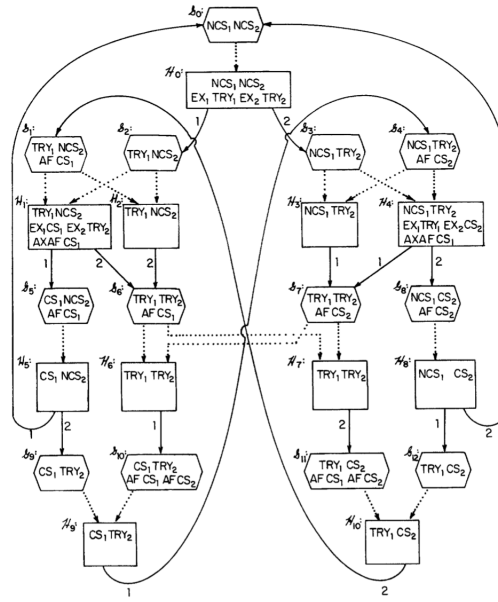 𝒮₀:
NCS₁ NCS₂
ℋ₀:
NCS₁ NCS₂
EX₁ TRY₁ EX₂ TRY₂
1
2
𝒮₁:
TRY₁ NCS₂
AF CS₁
𝒮₂:
TRY₁ NCS₂
𝒮₃:
NCS₁ TRY₂
𝒮₄:
NCS₁ TRY₂
AF CS₂
ℋ₁:
TRY₁ NCS₂
EX₁CS₁ EX₂ TRY₂
AXAF CS₁
ℋ₂:
TRY₁ NCS₂
ℋ₃:
NCS₁ TRY₂
ℋ₄:
NCS₁ TRY₂
EX₁TRY₁ EX₂CS₂
AXAF CS₁
1
2
2
1
1
2
𝒮₅:
CS₁ NCS₂
AF CS₁
𝒮₆:
TRY₁ TRY₂
AF CS₁
𝒮₇:
TRY₁ TRY₂
AF CS₂
𝒮₈:
NCS₁ CS₂
AF CS₂
ℋ₅:
CS₁ NCS₂
ℋ₆:
TRY₁ TRY₂
ℋ₇:
TRY₁ TRY₂
ℋ₈:
NCS₁ CS₂
1
2
1
2
1
2
𝒮₉:
CS₁ TRY₂
𝒮₁₀:
CS₁ TRY₂
AF CS₁ AF CS₂
𝒮₁₁:
TRY₁ CS₂
AF CS₁ AF CS₂
𝒮₁₂:
TRY₁ CS₂
ℋ₉:
CS₁ TRY₂
ℋ₁₀:
TRY₁ CS₂
1
2